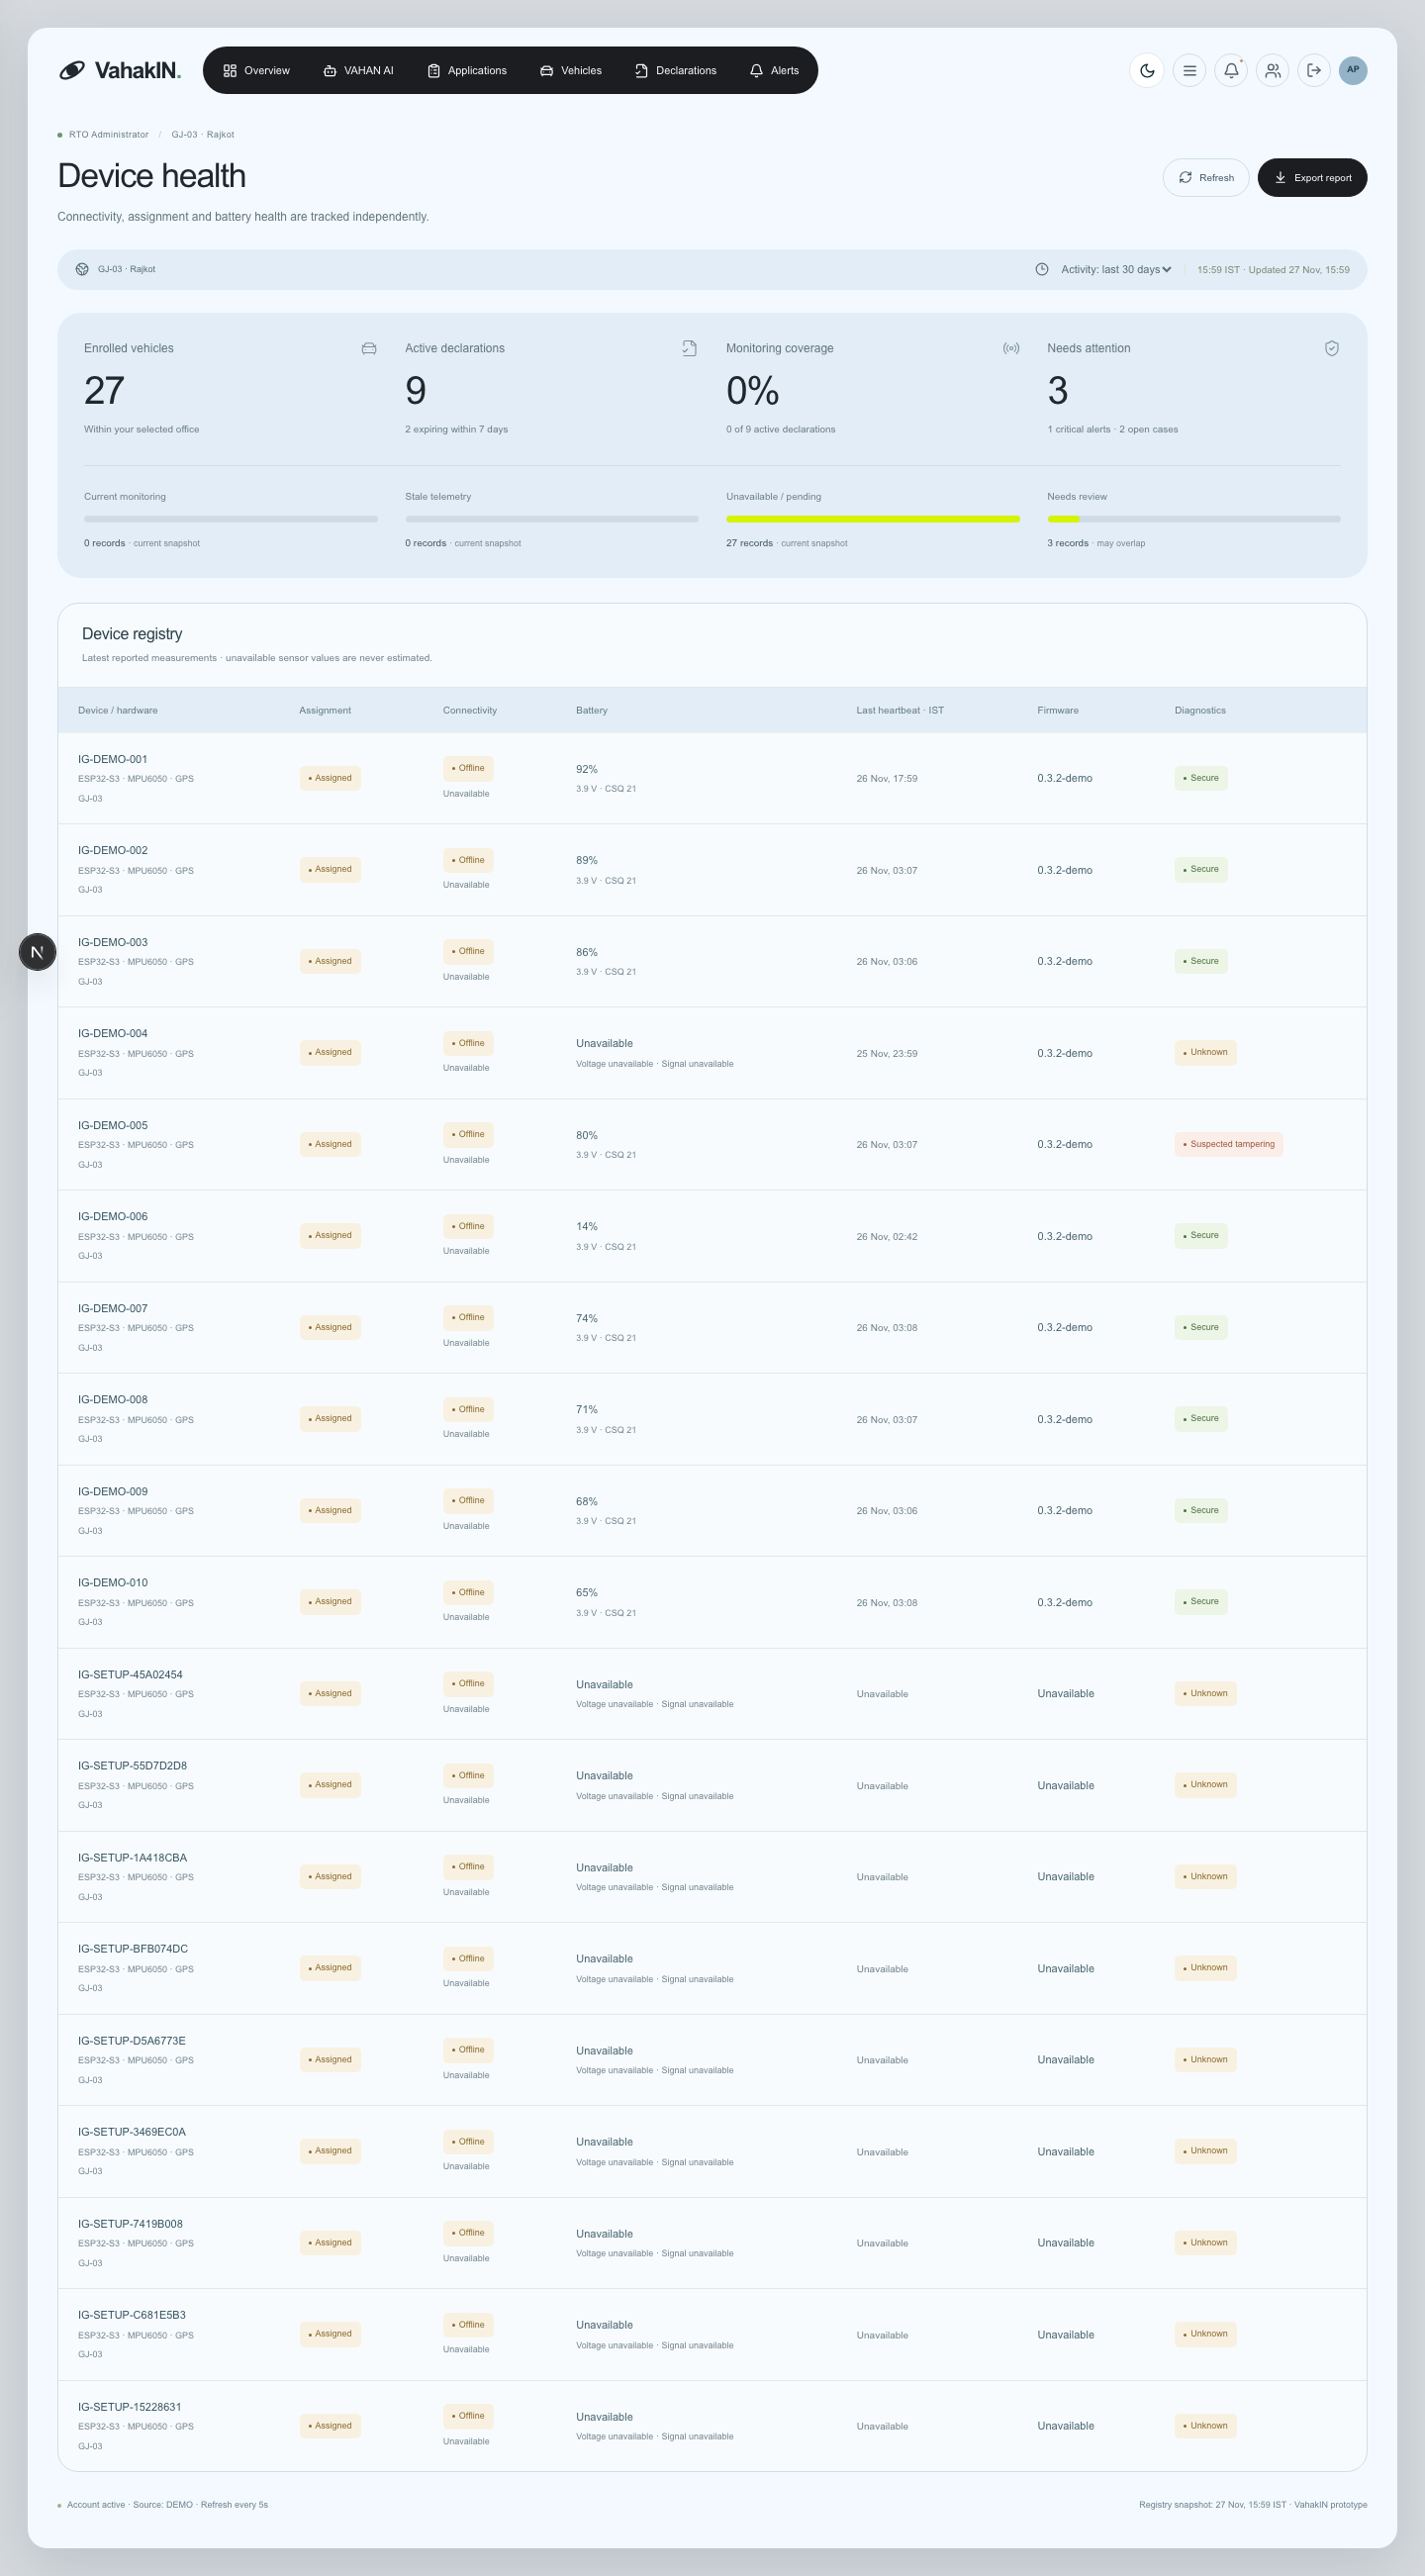 VahakIN.
Overview
VAHAN AI
Applications
Vehicles
Declarations
Alerts
AP
RTO Administrator / GJ-03 · Rajkot
Device health
Refresh
Export report
Connectivity, assignment and battery health are tracked independently.
GJ-03 · Rajkot
Activity: last 30 days
15:59 IST · Updated 27 Nov, 15:59
Enrolled vehicles
27
Within your selected office
Active declarations
9
2 expiring within 7 days
Monitoring coverage
0%
0 of 9 active declarations
Needs attention
3
1 critical alerts · 2 open cases
Current monitoring
0 records · current snapshot
Stale telemetry
0 records · current snapshot
Unavailable / pending
27 records · current snapshot
Needs review
3 records · may overlap
Device registry
Latest reported measurements · unavailable sensor values are never estimated.
Device / hardware Assignment Connectivity Battery Last heartbeat · IST Firmware Diagnostics
IG-DEMO-001
ESP32-S3 · MPU6050 · GPS
GJ-03
Assigned
Offline
Unavailable
92%
3.9 V · CSQ 21
26 Nov, 17:59
0.3.2-demo
Secure
IG-DEMO-002
ESP32-S3 · MPU6050 · GPS
GJ-03
Assigned
Offline
Unavailable
89%
3.9 V · CSQ 21
26 Nov, 03:07
0.3.2-demo
Secure
N
IG-DEMO-003
ESP32-S3 · MPU6050 · GPS
GJ-03
Assigned
Offline
Unavailable
86%
3.9 V · CSQ 21
26 Nov, 03:06
0.3.2-demo
Secure
IG-DEMO-004
ESP32-S3 · MPU6050 · GPS
GJ-03
Assigned
Offline
Unavailable
Unavailable
Voltage unavailable · Signal unavailable
25 Nov, 23:59
0.3.2-demo
Unknown
IG-DEMO-005
ESP32-S3 · MPU6050 · GPS
GJ-03
Assigned
Offline
Unavailable
80%
3.9 V · CSQ 21
26 Nov, 03:07
0.3.2-demo
Suspected tampering
IG-DEMO-006
ESP32-S3 · MPU6050 · GPS
GJ-03
Assigned
Offline
Unavailable
14%
3.9 V · CSQ 21
26 Nov, 02:42
0.3.2-demo
Secure
IG-DEMO-007
ESP32-S3 · MPU6050 · GPS
GJ-03
Assigned
Offline
Unavailable
74%
3.9 V · CSQ 21
26 Nov, 03:08
0.3.2-demo
Secure
IG-DEMO-008
ESP32-S3 · MPU6050 · GPS
GJ-03
Assigned
Offline
Unavailable
71%
3.9 V · CSQ 21
26 Nov, 03:07
0.3.2-demo
Secure
IG-DEMO-009
ESP32-S3 · MPU6050 · GPS
GJ-03
Assigned
Offline
Unavailable
68%
3.9 V · CSQ 21
26 Nov, 03:06
0.3.2-demo
Secure
IG-DEMO-010
ESP32-S3 · MPU6050 · GPS
GJ-03
Assigned
Offline
Unavailable
65%
3.9 V · CSQ 21
26 Nov, 03:08
0.3.2-demo
Secure
IG-SETUP-45A02454
ESP32-S3 · MPU6050 · GPS
GJ-03
Assigned
Offline
Unavailable
Unavailable
Voltage unavailable · Signal unavailable
Unavailable
Unavailable
Unknown
IG-SETUP-55D7D2D8
ESP32-S3 · MPU6050 · GPS
GJ-03
Assigned
Offline
Unavailable
Unavailable
Voltage unavailable · Signal unavailable
Unavailable
Unavailable
Unknown
IG-SETUP-1A418CBA
ESP32-S3 · MPU6050 · GPS
GJ-03
Assigned
Offline
Unavailable
Unavailable
Voltage unavailable · Signal unavailable
Unavailable
Unavailable
Unknown
IG-SETUP-BFB074DC
ESP32-S3 · MPU6050 · GPS
GJ-03
Assigned
Offline
Unavailable
Unavailable
Voltage unavailable · Signal unavailable
Unavailable
Unavailable
Unknown
IG-SETUP-D5A6773E
ESP32-S3 · MPU6050 · GPS
GJ-03
Assigned
Offline
Unavailable
Unavailable
Voltage unavailable · Signal unavailable
Unavailable
Unavailable
Unknown
IG-SETUP-3469EC0A
ESP32-S3 · MPU6050 · GPS
GJ-03
Assigned
Offline
Unavailable
Unavailable
Voltage unavailable · Signal unavailable
Unavailable
Unavailable
Unknown
IG-SETUP-7419B008
ESP32-S3 · MPU6050 · GPS
GJ-03
Assigned
Offline
Unavailable
Unavailable
Voltage unavailable · Signal unavailable
Unavailable
Unavailable
Unknown
IG-SETUP-C681E5B3
ESP32-S3 · MPU6050 · GPS
GJ-03
Assigned
Offline
Unavailable
Unavailable
Voltage unavailable · Signal unavailable
Unavailable
Unavailable
Unknown
IG-SETUP-15228631
ESP32-S3 · MPU6050 · GPS
GJ-03
Assigned
Offline
Unavailable
Unavailable
Voltage unavailable · Signal unavailable
Unavailable
Unavailable
Unknown
Account active · Source: DEMO · Refresh every 5s
Registry snapshot: 27 Nov, 15:59 IST · VahakIN prototype